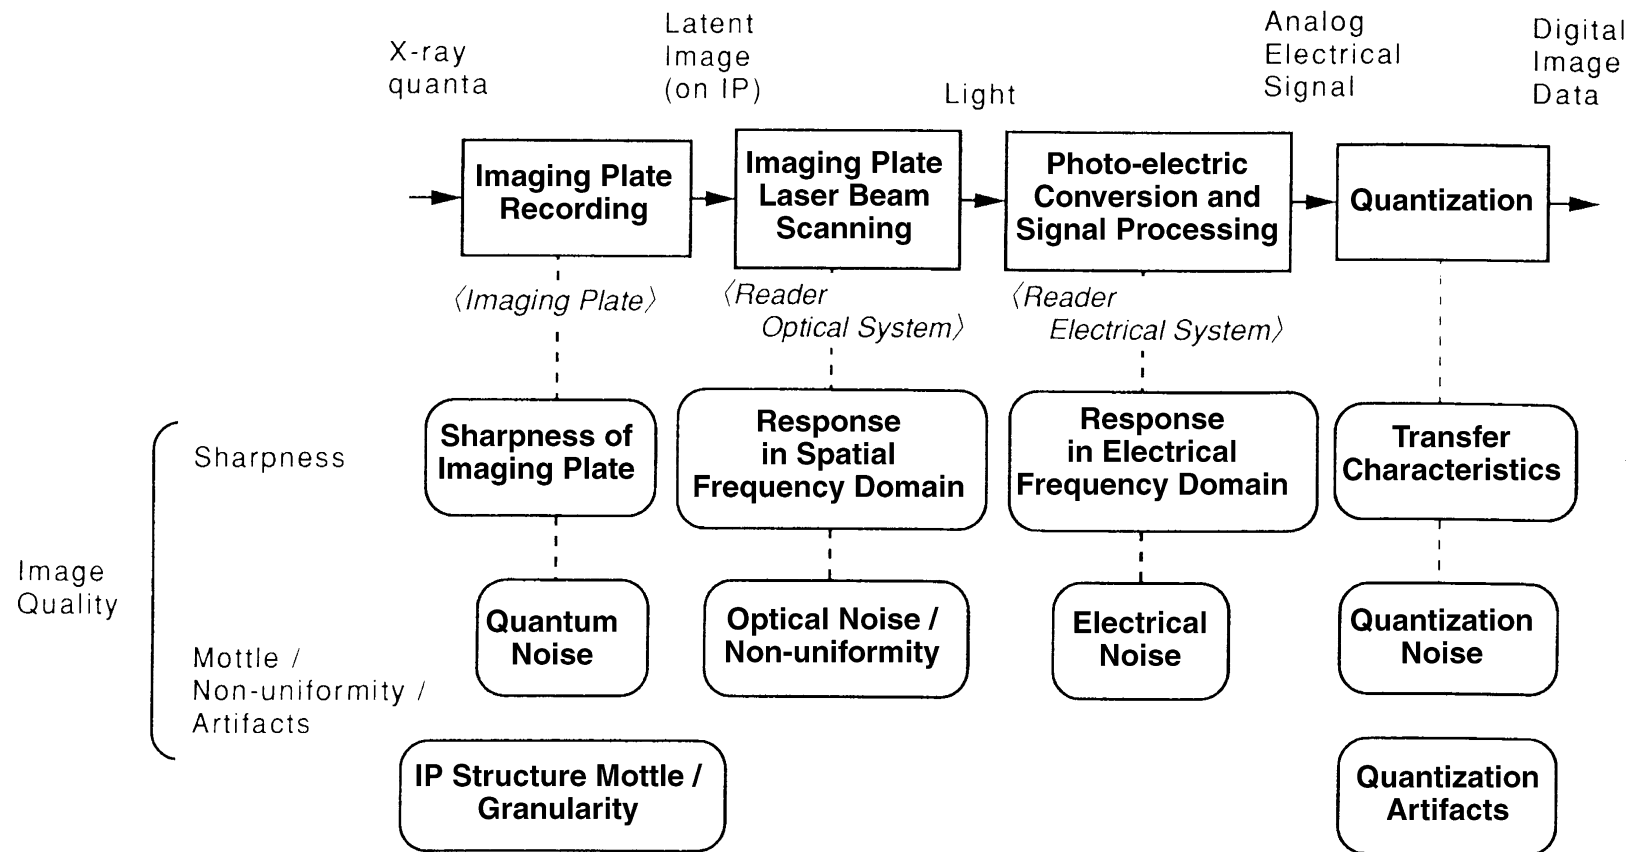 X-ray
quanta
Latent
Image
(on IP)
Light
Analog
Electrical
Signal
Digital
Image
Data
Imaging Plate
Recording
Imaging Plate
Laser Beam
Scanning
Photo-electric
Conversion and
Signal Processing
Quantization
〈Imaging Plate〉
〈Reader
Optical System〉
〈Reader
Electrical System〉
Image
Quality
Sharpness
Sharpness of
Imaging Plate
Response
in Spatial
Frequency Domain
Response
in Electrical
Frequency Domain
Transfer
Characteristics
Mottle /
Non-uniformity /
Artifacts
Quantum
Noise
Optical Noise /
Non-uniformity
Electrical
Noise
Quantization
Noise
IP Structure Mottle /
Granularity
Quantization
Artifacts